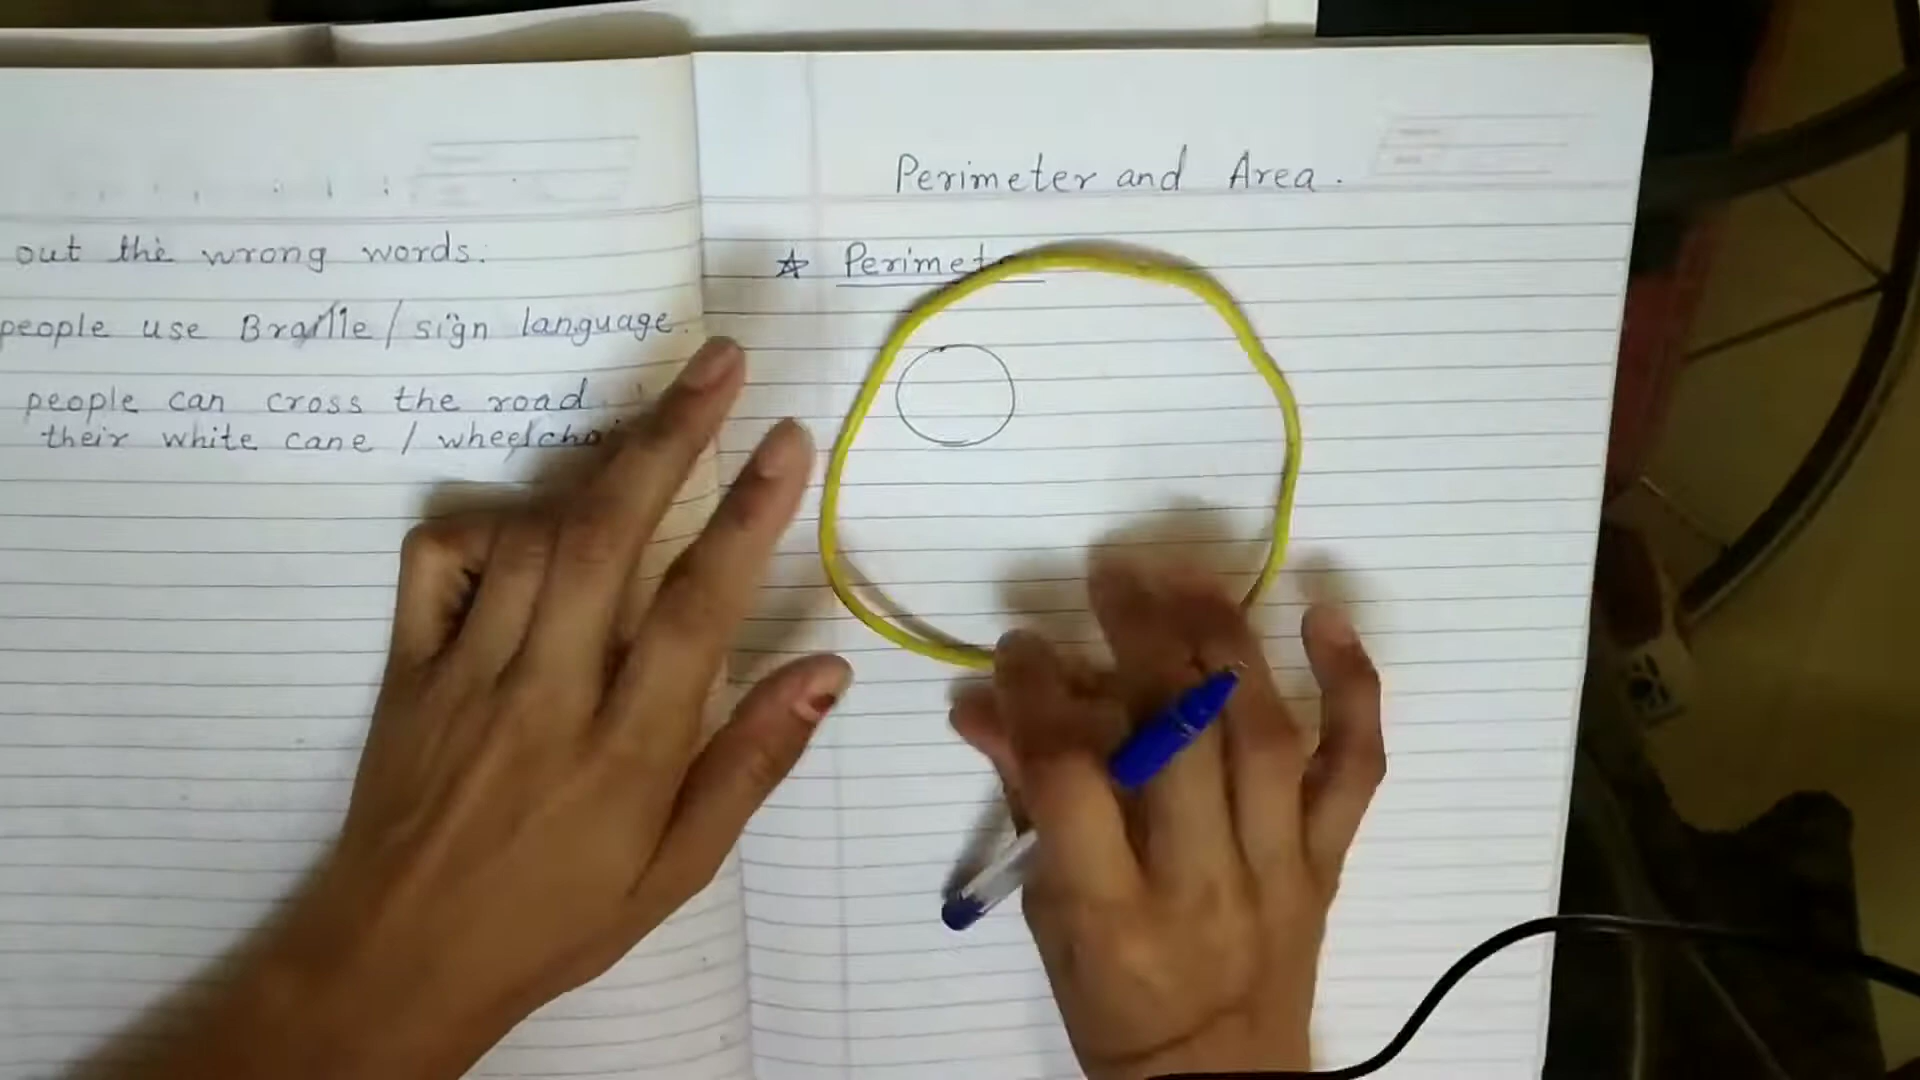 out the wrong words.
people use Braille / sign language.
people can cross the road
their white cane /
Perimeter and Area.
Perimet